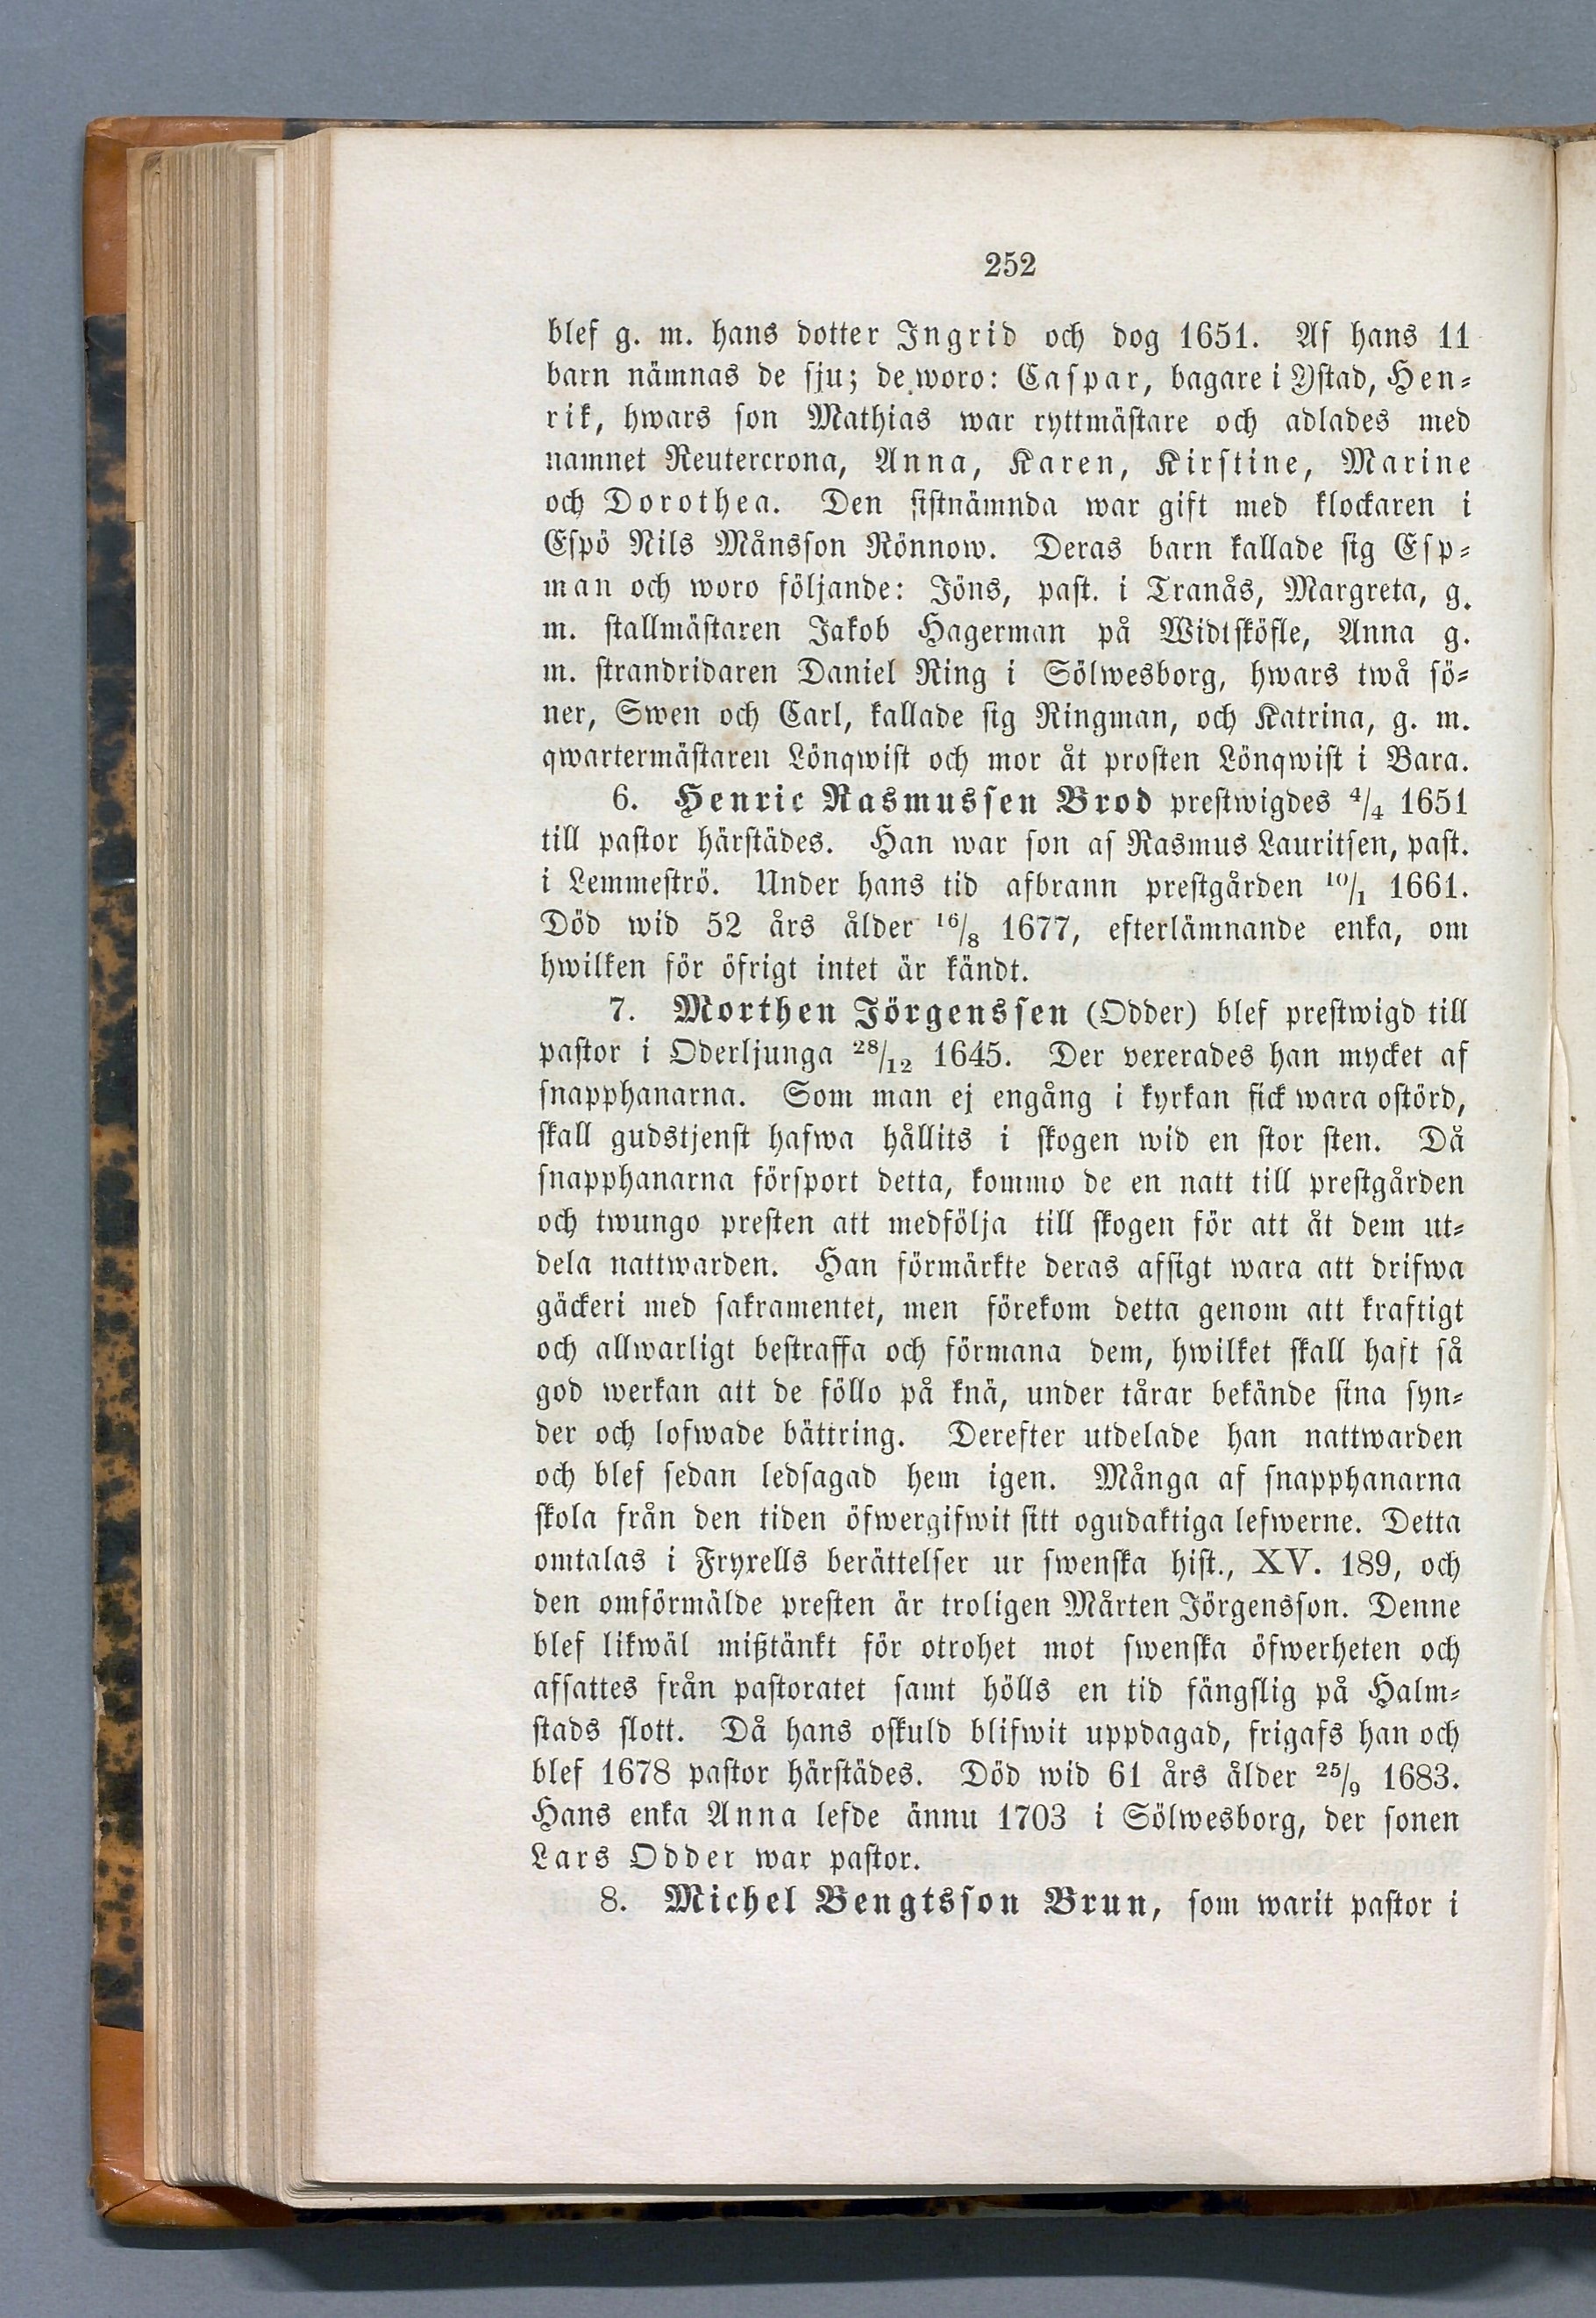 252
blef g. m. hans dotter Ingrid och dog 1651. Af hans 11
barn nämnas de sju; de woro: Caspar, bagare i Ystad, Hen-
rik, hwars son Mathias war ryttmästare och adlades med
namnet Reutercrona, Anna, Karen, Kirstine, Marine
och Dorothea. Den sistnämnda war gift med klockaren i
Espö Nils Månsson Rönnow. Deras barn kallade sig Esp-
man och woro följande: Jöns, past. i Tranås, Margreta, g.
m. stallmästaren Jakob Hagerman på Widtsköfle, Anna g.
m. strandridaren Daniel Ring i Sölwesborg, hwars twå sö-
ner, Swen och Carl, kallade sig Ringman, och Katrina, g. m.
qwartermästaren Lönqwist och mor åt prosten Lönqwist i Bara.
6. Henric Rasmussen Brod prestwigdes 4/4 1651
till pastor härstädes. Han war son af Rasmus Lauritsen, past.
i Lemmeströ. Under hans tid afbrann prestgården 10/1 1661.
Död wid 52 års ålder 16/8 1677, efterlämnande enka, om
hwilken för öfrigt intet är kändt.
7. Morthen Jörgenssen (Odder) blef prestwigd till
pastor i Oderljunga 28/12 1645. Der vexerades han mycket af
snapphanarna. Som man ej engång i kyrkan fick wara ostörd,
skall gudstjenst hafwa hållits i skogen wid en stor sten. Då
snapphanarna försport detta, kommo de en natt till prestgården
och twungo presten att medfölja till skogen för att åt dem ut-
dela nattwarden. Han förmärkte deras afsigt wara att drifwa
gäckeri med sakramentet, men förekom detta genom att kraftigt
och allwarligt bestraffa och förmana dem, hwilket skall haft så
god werkan att de föllo på knä, under tårar bekände sina syn-
der och lofwade bättring. Derefter utdelade han nattwarden
och blef sedan ledsagad hem igen. Många af snapphanarna
skola från den tiden öfwergifwit sitt ogudaktiga lefwerne. Detta
omtalas i Fryxells berättelser ur swenska hist., XV. 189, och
den omförmälde presten är troligen Mårten Jörgensson. Denne
blef likwäl mißtänkt för otrohet mot swenska öfwerheten och
afsattes från pastoratet samt hölls en tid fängslig på Halm-
stads slott. Då hans oskuld blifwit uppdagad, frigafs han och
blef 1678 pastor härstädes. Död wid 61 års ålder 25/9 1683.
Hans enka Anna lefde ännu 1703 i Sölwesborg, der sonen
Lars Odder war pastor.
8. Michel Bengtsson Brun, som warit pastor i